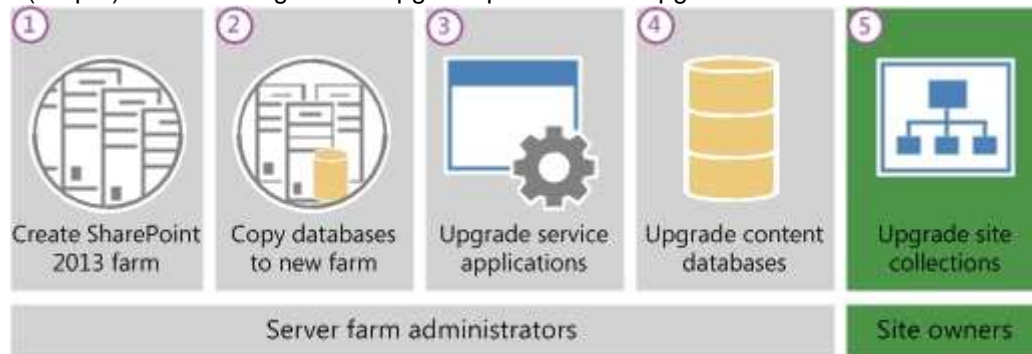 1
2
3
4
5
Create SharePoint
2013 farm
Copy databases
to new farm
Upgrade service
applications
Upgrade content
databases
Upgrade site
collections
Server farm administrators
Site owners